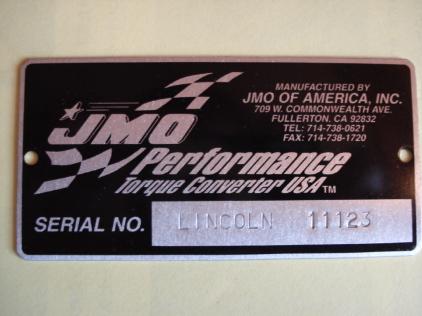 MANUFACTURED BY
JMO OF AMERICA, INC.
709 W. COMMONWEALTH AVE.
FULLERTON, CA 92832
TEL: 714-738-0621
FAX: 714-738-1720
JMO
Performance
Torque Converter USA™
SERIAL NO. LINCOLN 11123